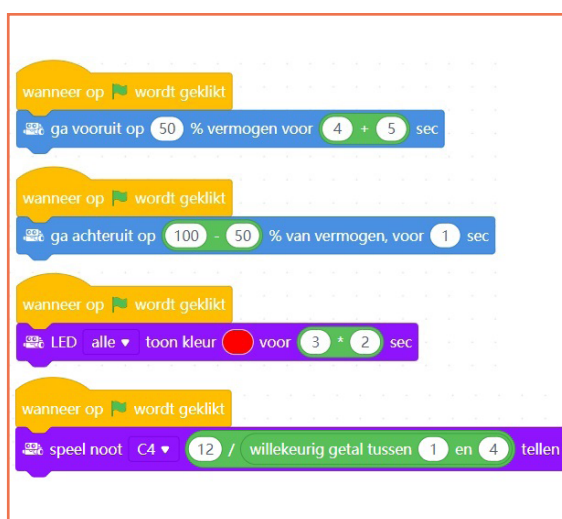 wanneer op wordt geklikt
ga vooruit op 50 % vermogen voor 4 + 5 sec
wanneer op wordt geklikt
ga achteruit op 100 - 50 % van vermogen, voor 1 sec
wanneer op wordt geklikt
LED alle toon kleur voor 3 * 2 sec
wanneer op wordt geklikt
speel noot C4 12 / willekeurig getal tussen 1 en 4 tellen